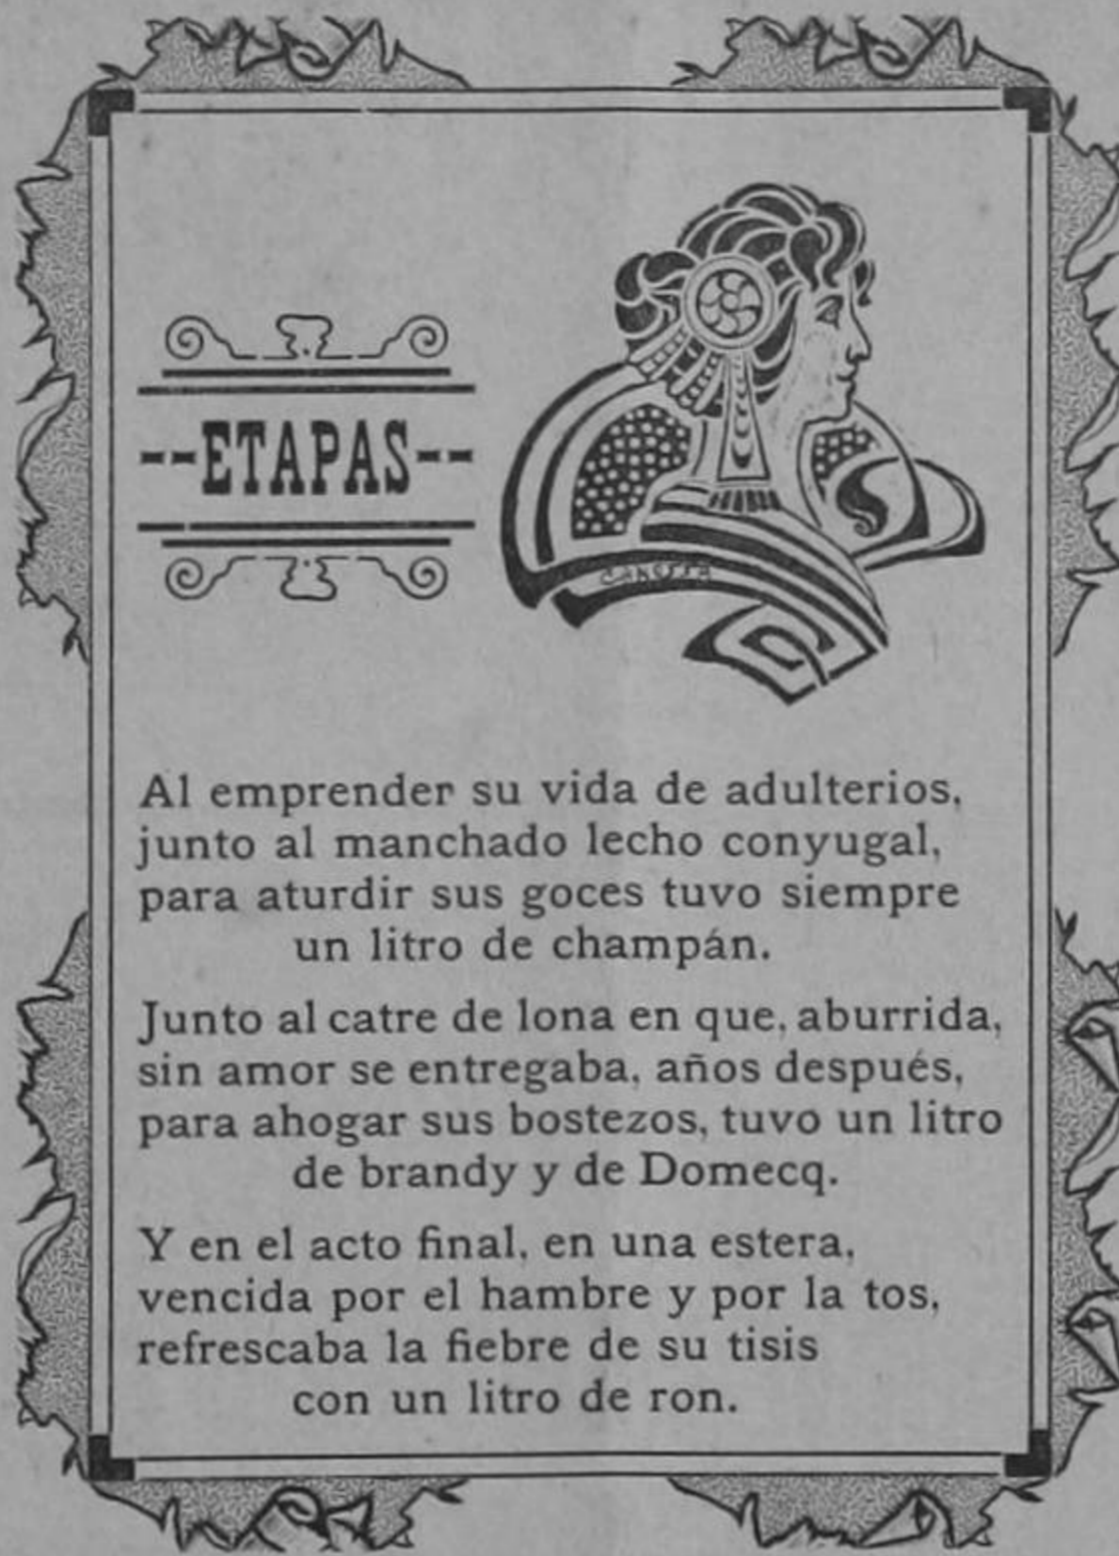 --ETAPAS--
Al emprender su vida de adulterios,
junto al manchado lecho conyugal,
para aturdir sus goces tuvo siempre
un litro de champán.
Junto al catre de lona en que, aburrida,
sin amor se entregaba, años después,
para ahogar sus bostezos, tuvo un litro
de brandy y de Domecq.
Y en el acto final, en una estera,
vencida por el hambre y por la tos,
refrescaba la fiebre de su tisis
con un litro de ron.